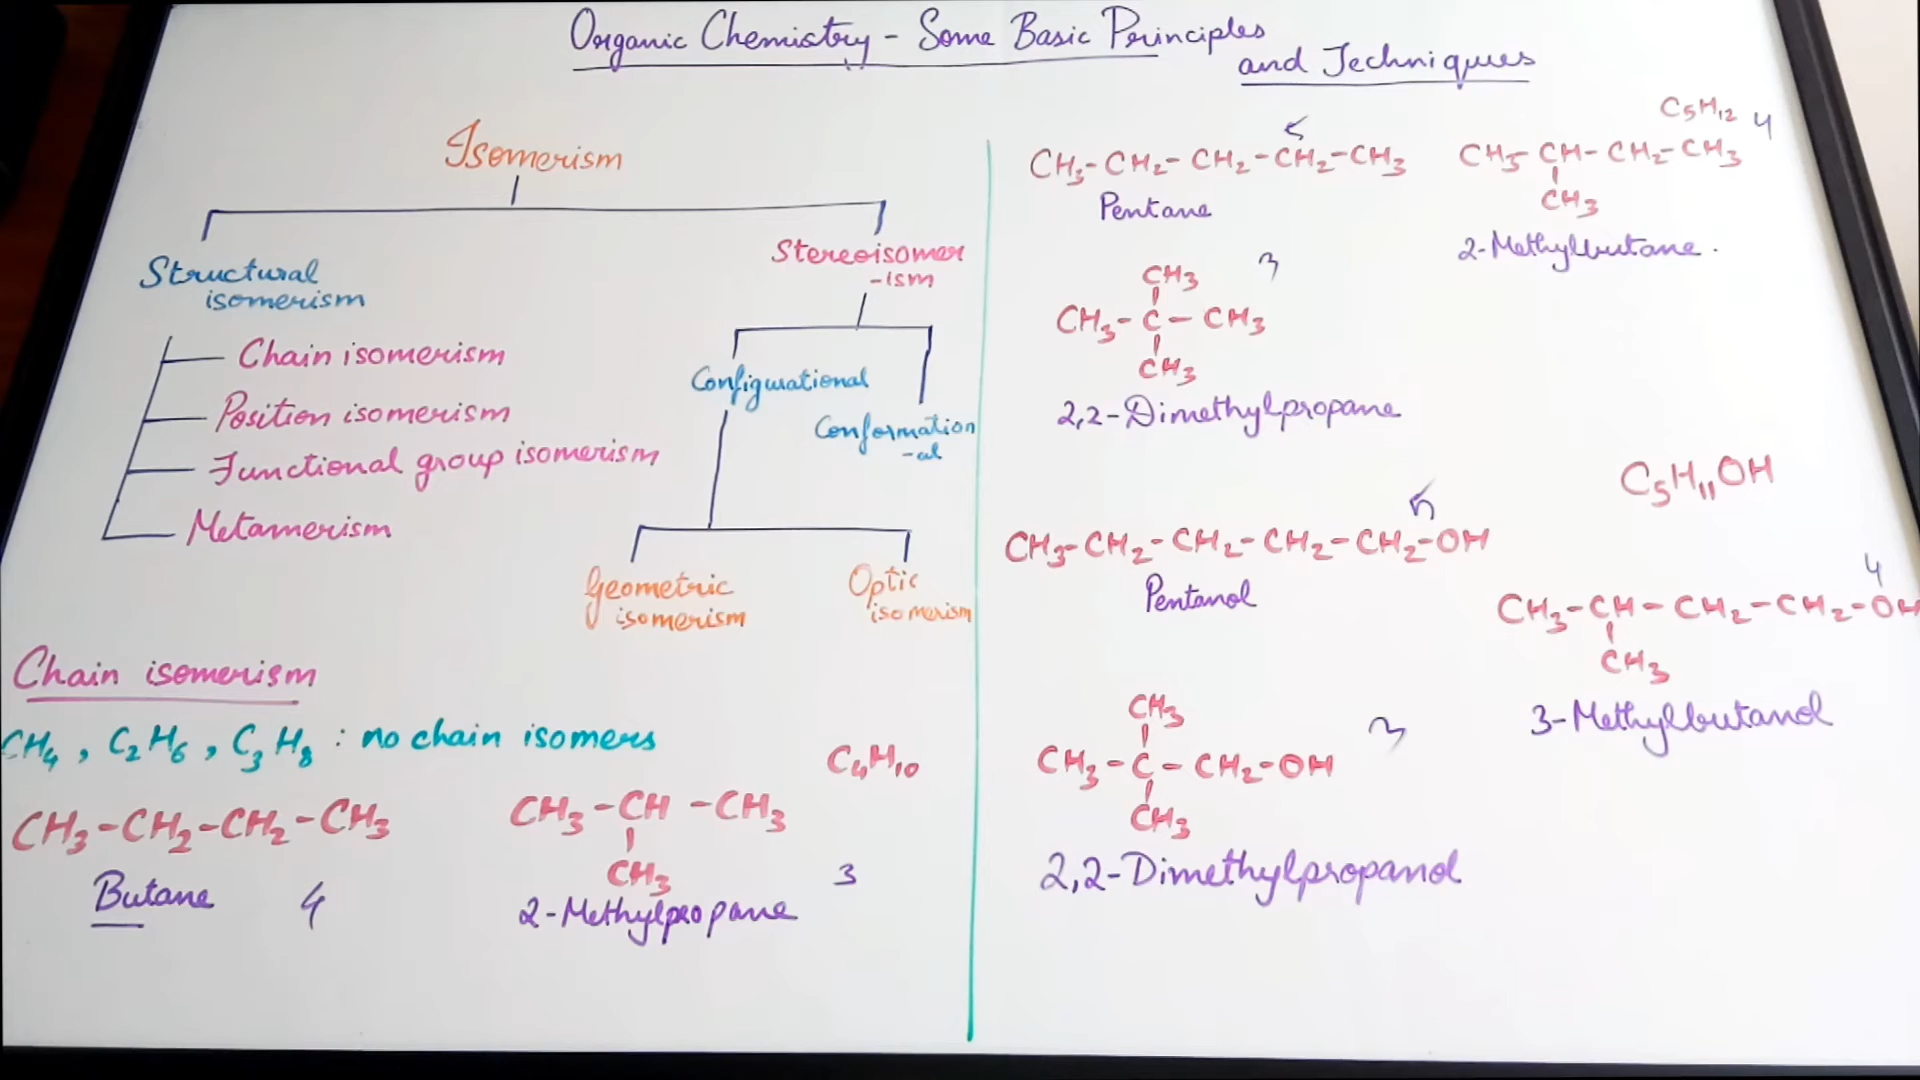 Organic Chemistry - Some Basic Principles
and Techniques
Isomerism
Structural
isomerism
Stereoisomer
-ism
Chain isomerism
Position isomerism
Functional group isomerism
Metamerism
Configurational
Conformation
-al
Geometric
isomerism
Optic
isomerism
Chain isomerism
CH4, C2H6, C3H8 : no chain isomers
C4H10
CH3-CH2-CH2-CH3
Butane 4
CH3-CH-CH3
CH3
3
2-Methylpropane
5
CH3-CH2-CH2-CH2-CH3
Pentane
C5H12
4
CH3-CH-CH2-CH3
CH3
2-Methylbutane.
CH3
3
CH3-C-CH3
CH3
2,2-Dimethylpropane
C5H11OH
5
CH3-CH2-CH2-CH2-CH2-OH
Pentanol
4
CH3-CH-CH2-CH2-OH
CH3
3-Methylbutanol
CH3
3
CH3-C-CH2-OH
CH3
2,2-Dimethylpropanol